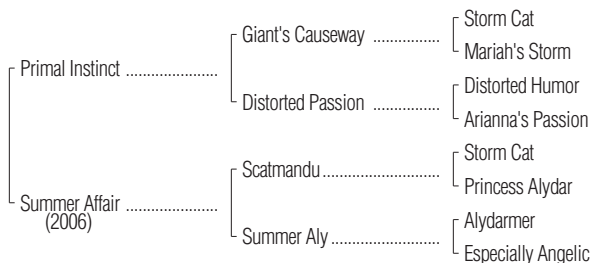 Storm Cat
Giant's Causeway ................
Mariah's Storm
Primal Instinct ......................
Distorted Humor
Distorted Passion ................
Arianna's Passion
Storm Cat
Scatmandu .....................
Princess Alydar
Summer Affair ......................
(2006)
Alydarmer
Summer Aly ...................
Especially Angelic